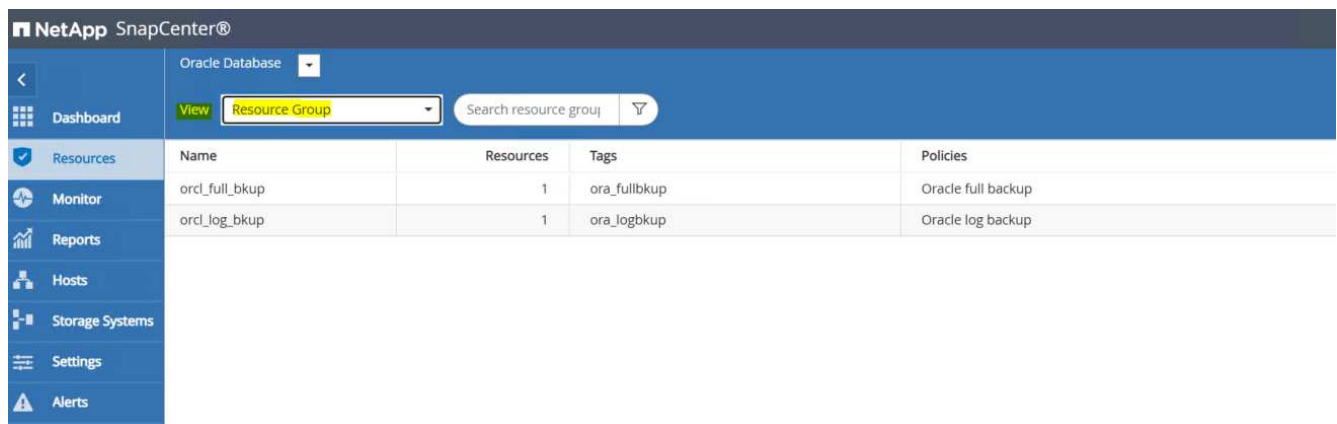 NetApp SnapCenter®
Oracle Database
View Resource Group Search resource grou
Dashboard
Resources
Monitor
Reports
Hosts
Storage Systems
Settings
Alerts
Name Resources Tags Policies
orcl_full_bkup 1 ora_fullbkup Oracle full backup
orcl_log_bkup 1 ora_logbkup Oracle log backup